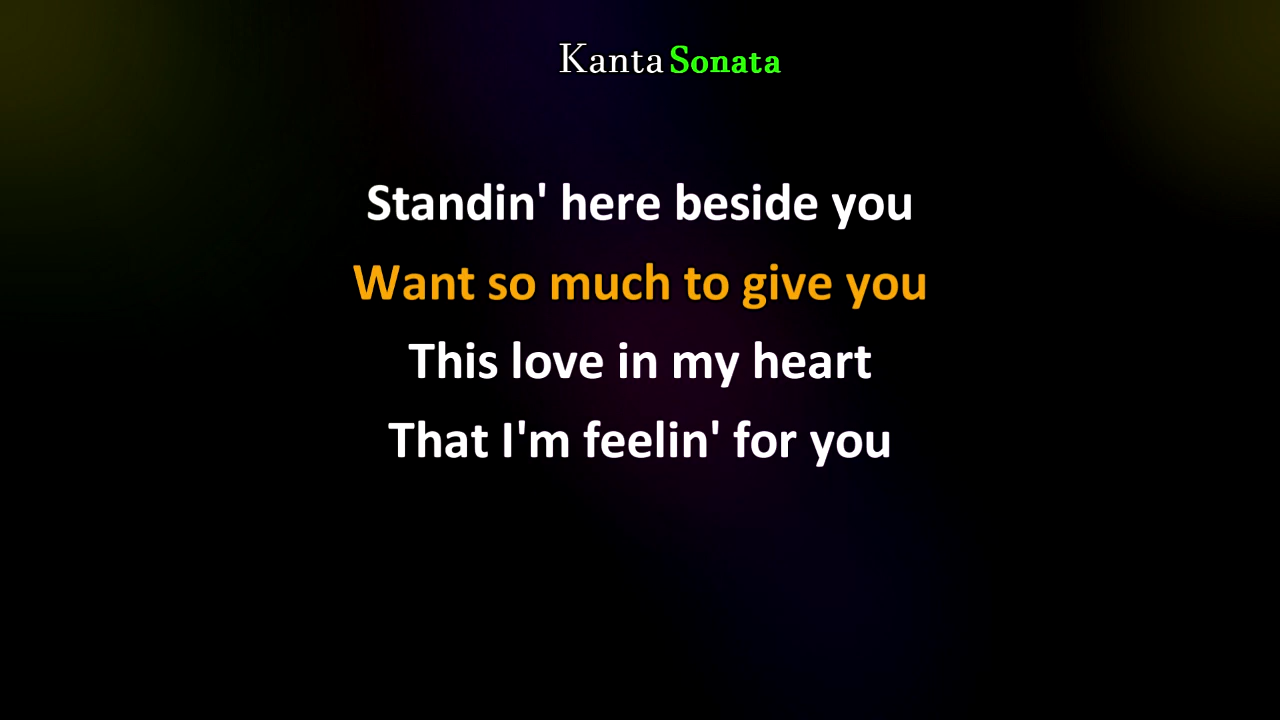 Kanta Sonata
Standin' here beside you
Want so much to give you
This love in my heart
That I'm feelin' for you